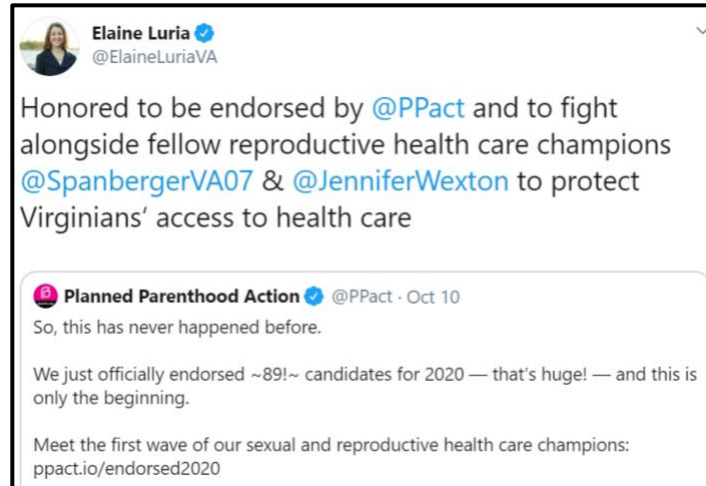 Elaine Luria
@ElaineLuriaVA
Honored to be endorsed by @PPact and to fight
alongside fellow reproductive health care champions
@SpanbergerVA07 & @JenniferWexton to protect
Virginians’ access to health care
Planned Parenthood Action @PPact · Oct 10
So, this has never happened before.
We just officially endorsed ~89!~ candidates for 2020 — that's huge! — and this is
only the beginning.
Meet the first wave of our sexual and reproductive health care champions:
ppact.io/endorsed2020